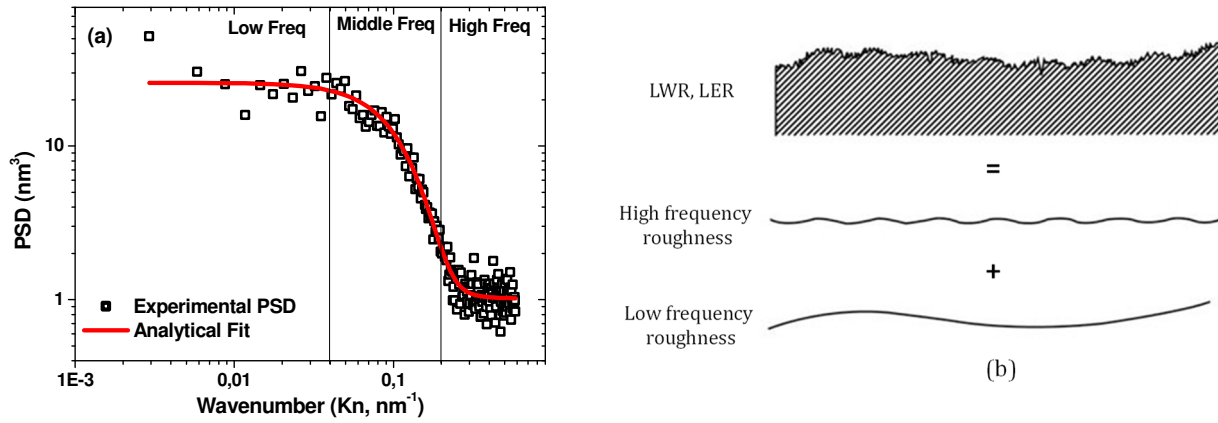 (a)
Low Freq
Middle Freq
High Freq
PSD (nm³)
10
1
Experimental PSD
Analytical Fit
1E-3
0,01
0,1
Wavenumber (Kn, nm⁻¹)
LWR, LER
=
High frequency
roughness
+
Low frequency
roughness
(b)